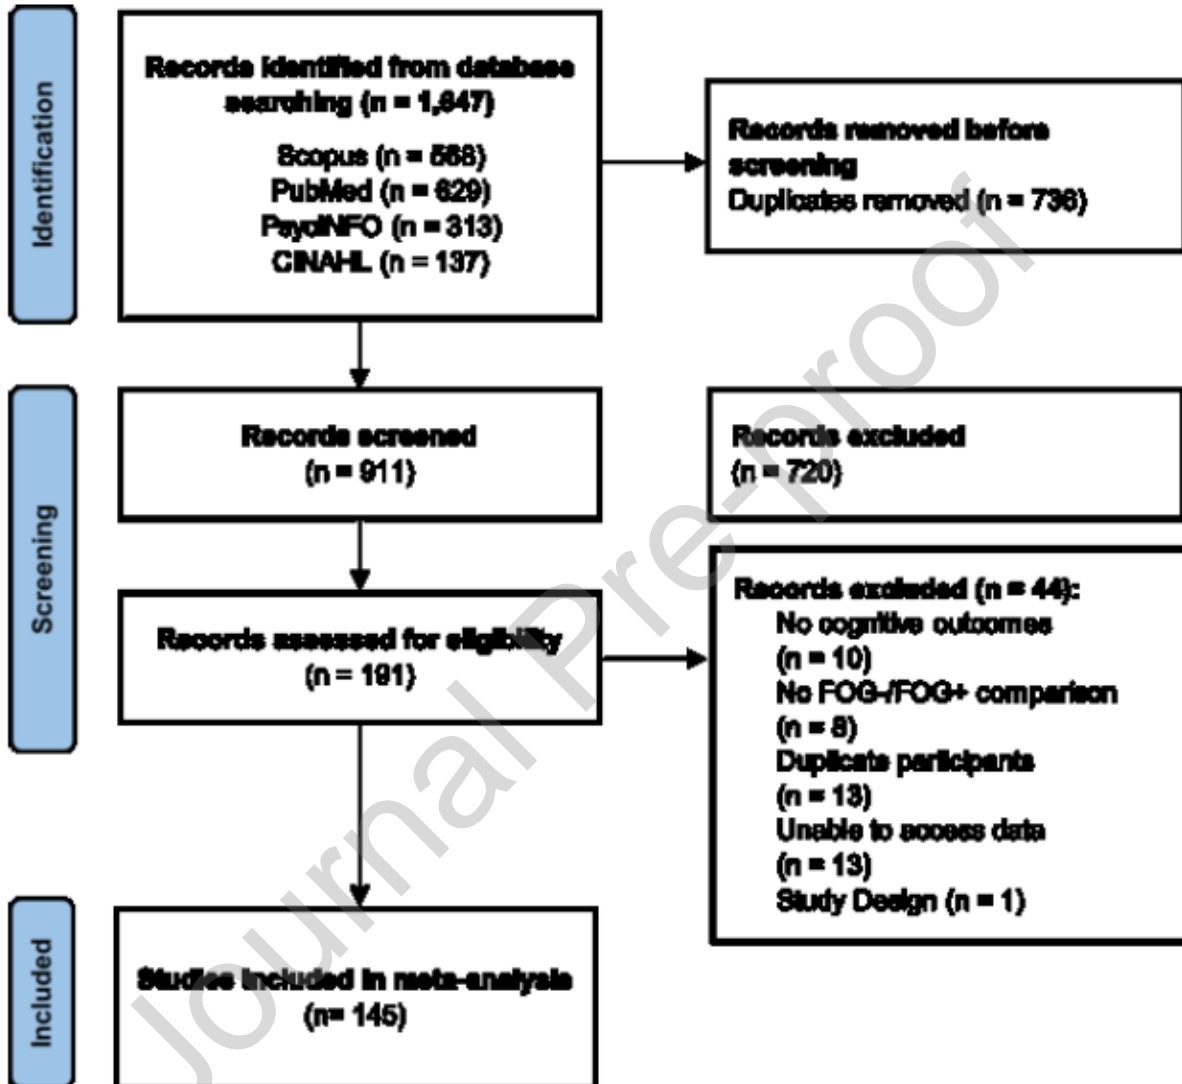 Identification
Records identified from database
searching (n = 1,647)
Scopus (n = 568)
PubMed (n = 629)
PsycINFO (n = 313)
CINAHL (n = 137)
Records removed before
screening
Duplicates removed (n = 736)
Screening
Records screened
(n = 911)
Records excluded
(n = 720)
Records assessed for eligibility
(n = 191)
Records excluded (n = 44):
No cognitive outcomes
(n = 10)
No FOG-/FOG+ comparison
(n = 8)
Duplicate participants
(n = 13)
Unable to access data
(n = 13)
Study Design (n = 1)
Included
Studies included in meta-analysis
(n= 145)
Journal Pre-proof